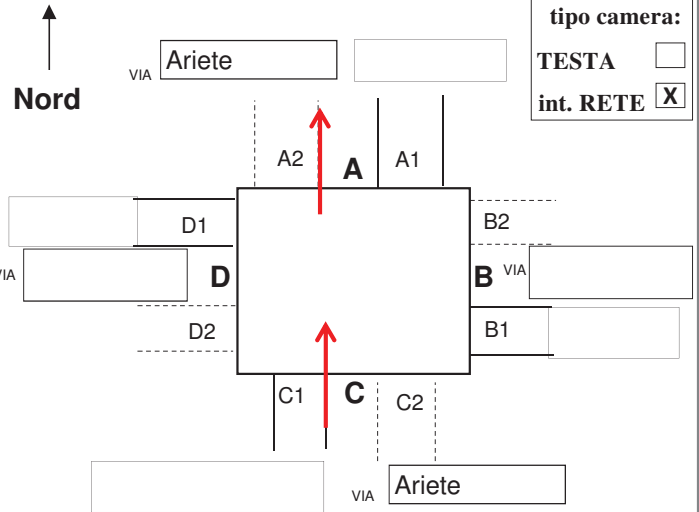 tipo camera:
TESTA
int. RETE X
Nord
VIA Ariete
A2 A A1
D1 B2
VIA D B VIA
D2 B1
C1 C C2
VIA Ariete